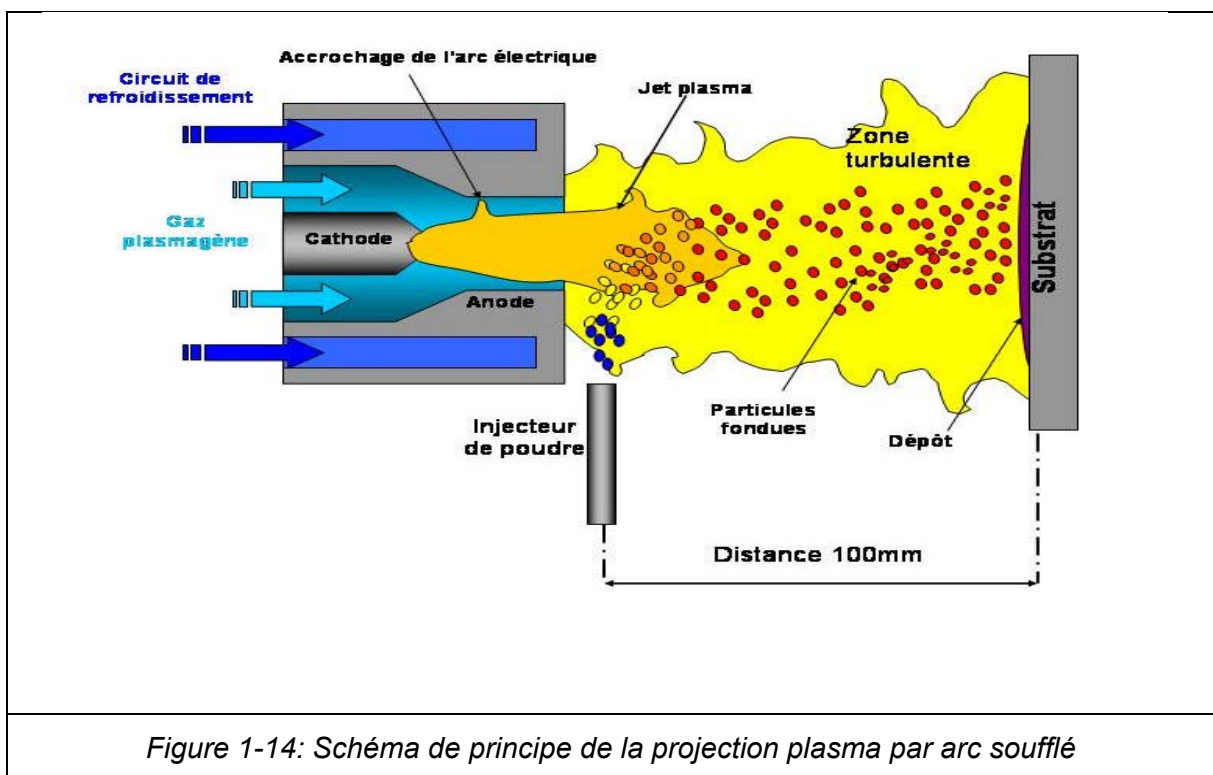 Accrochage de l'arc électrique
Circuit de
refroidissement
Jet plasma
Zone
turbulente
Gaz
plasmagène
Cathode
Anode
Substrat
Injecteur
de poudre
Particules
fondues
Dépôt
Distance 100mm
Figure 1-14: Schéma de principe de la projection plasma par arc soufflé